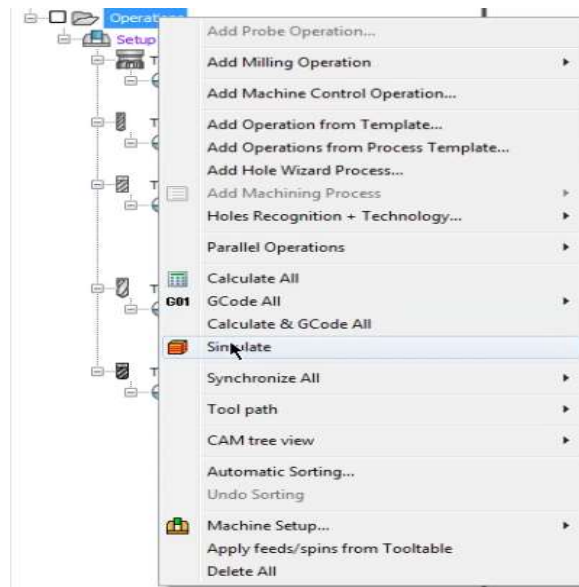 Operations
Add Probe Operation...
Setup
Add Milling Operation
Add Machine Control Operation...
Add Operation from Template...
Add Operations from Process Template...
Add Hole Wizard Process...
Add Machining Process
Holes Recognition + Technology...
Parallel Operations
Calculate All
G01 GCode All
Calculate & GCode All
Simulate
Synchronize All
Tool path
CAM tree view
Automatic Sorting...
Undo Sorting
Machine Setup...
Apply feeds/spins from Tooltable
Delete All